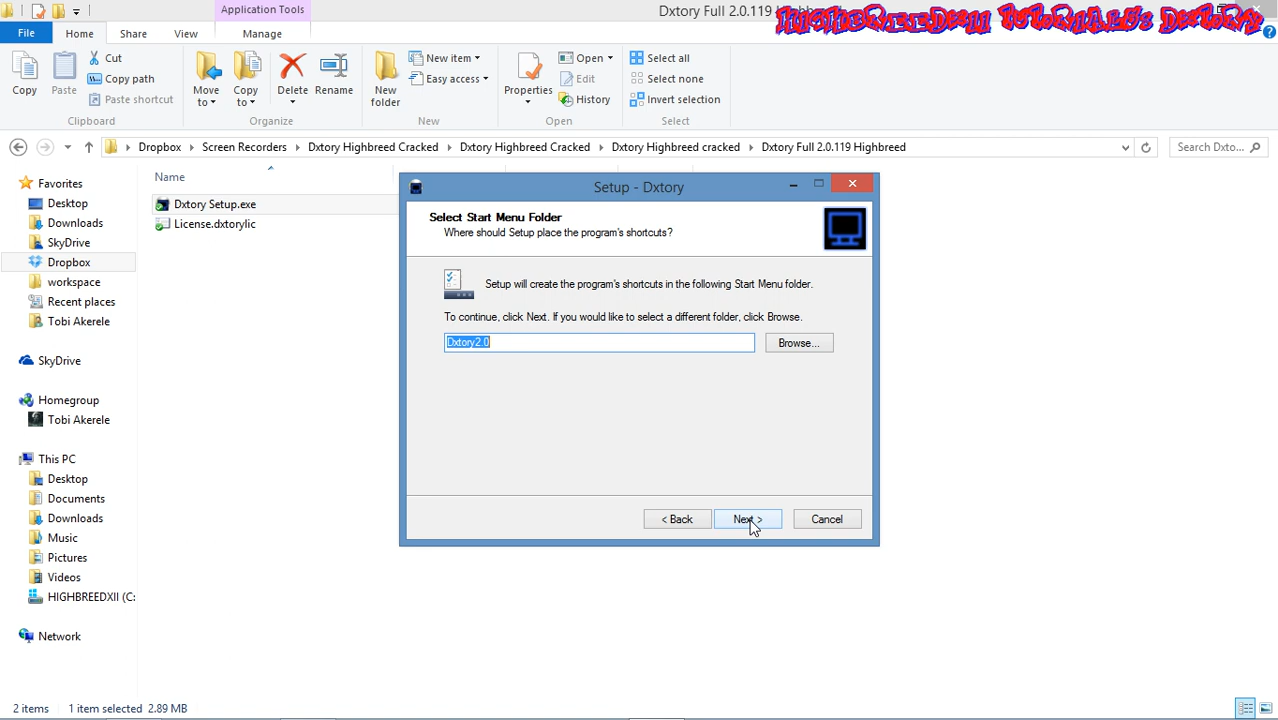 Application Tools
Dxtory Full 2.0.119 Highbreed
File
Home
Share
View
Manage
Copy
Paste
Cut
Copy path
Paste shortcut
Clipboard
Move to
Copy to
Delete
Rename
Organize
New folder
New item
Easy access
New
Properties
Open
Edit
History
Open
Select all
Select none
Invert selection
Select
Dropbox
Screen Recorders
Dxtory Highbreed Cracked
Dxtory Highbreed Cracked
Dxtory Highbreed cracked
Dxtory Full 2.0.119 Highbreed
Search Dxto...
Favorites
Desktop
Downloads
SkyDrive
Dropbox
workspace
Recent places
Tobi Akerele
SkyDrive
Homegroup
Tobi Akerele
This PC
Desktop
Documents
Downloads
Music
Pictures
Videos
HIGHBREEDXII (C:
Network
Name
Dxtory Setup.exe
License.dxtorylic
Setup - Dxtory
Select Start Menu Folder
Where should Setup place the program's shortcuts?
Setup will create the program's shortcuts in the following Start Menu folder.
To continue, click Next. If you would like to select a different folder, click Browse.
Dxtory2.0
Browse...
< Back
Next >
Cancel
2 items
1 item selected 2.89 MB